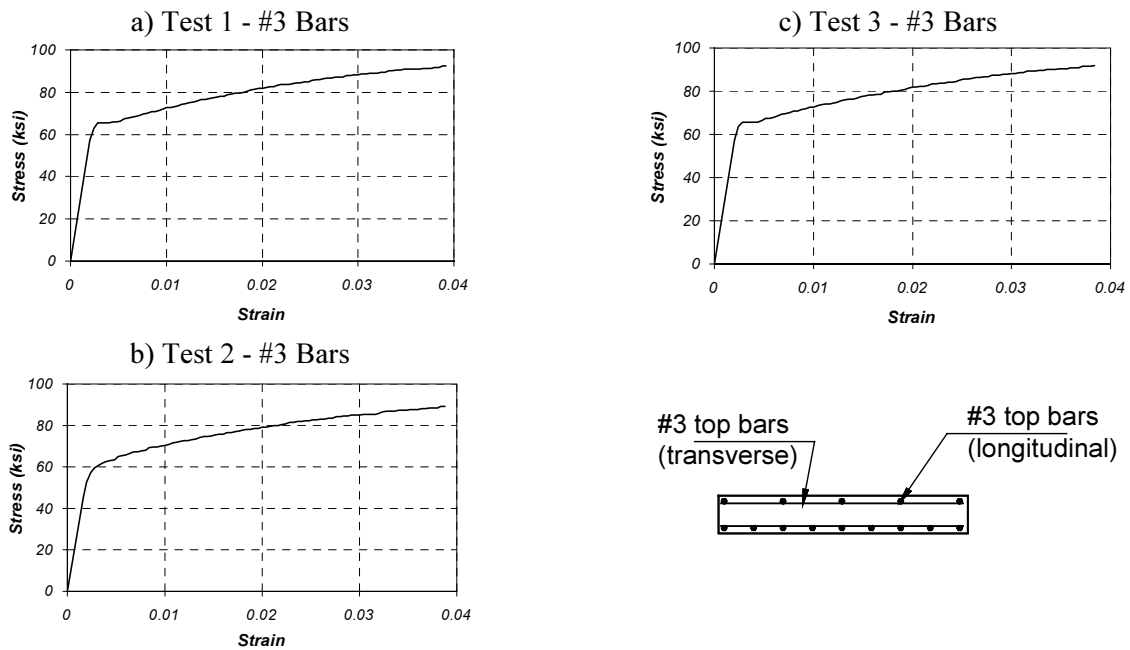 a) Test 1 - #3 Bars
100
80
60
40
20
0
Stress (ksi)
0 0.01 0.02 0.03 0.04
Strain
b) Test 2 - #3 Bars
100
80
60
40
20
0
Stress (ksi)
0 0.01 0.02 0.03 0.04
Strain
c) Test 3 - #3 Bars
100
80
60
40
20
0
Stress (ksi)
0 0.01 0.02 0.03 0.04
Strain
#3 top bars
(transverse)
#3 top bars
(longitudinal)